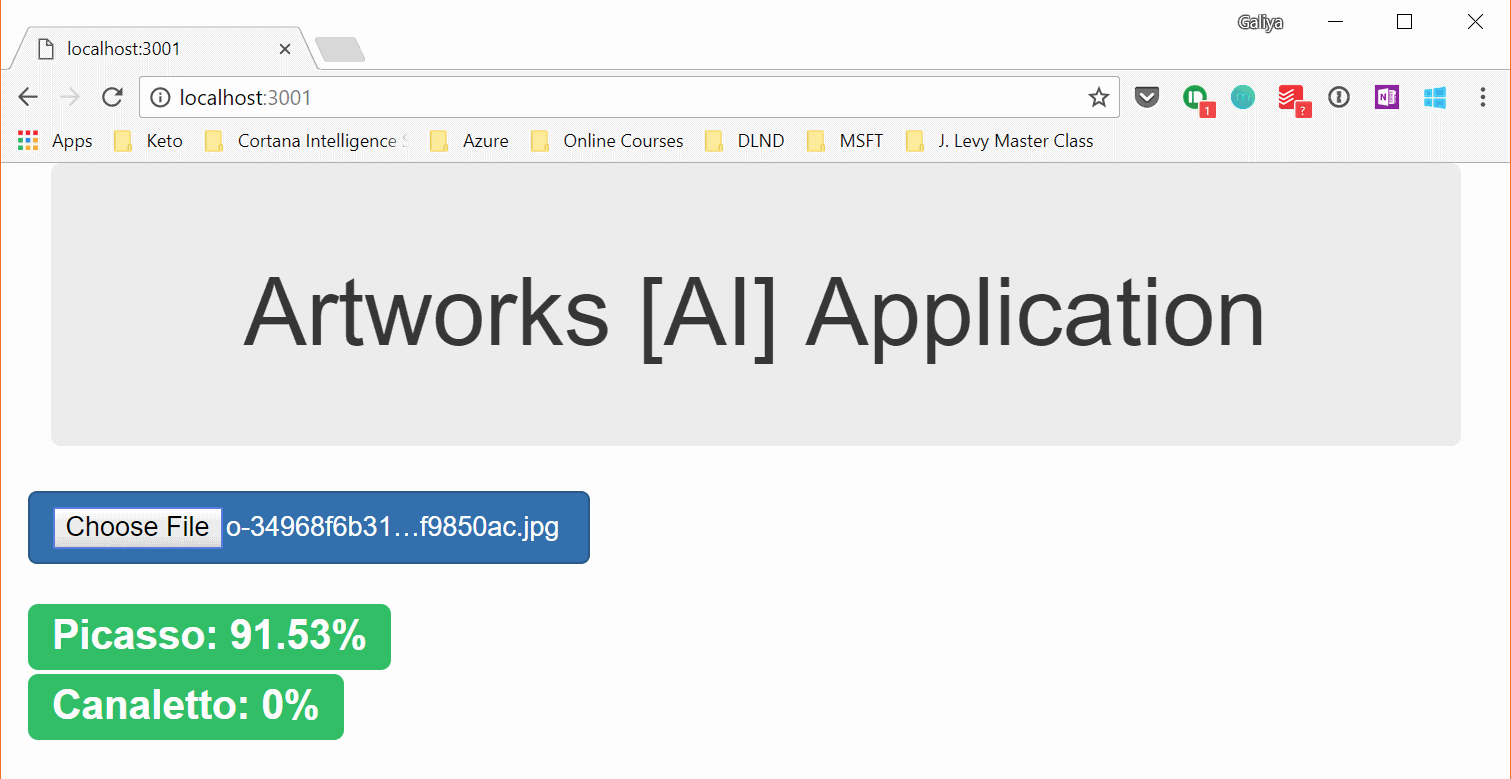 Galiya
localhost:3001
localhost:3001
1
?
Apps Keto Cortana Intelligence S Azure Online Courses DLND MSFT J. Levy Master Class
Artworks [AI] Application
Choose File o-34968f6b31…f9850ac.jpg
Picasso: 91.53%
Canaletto: 0%